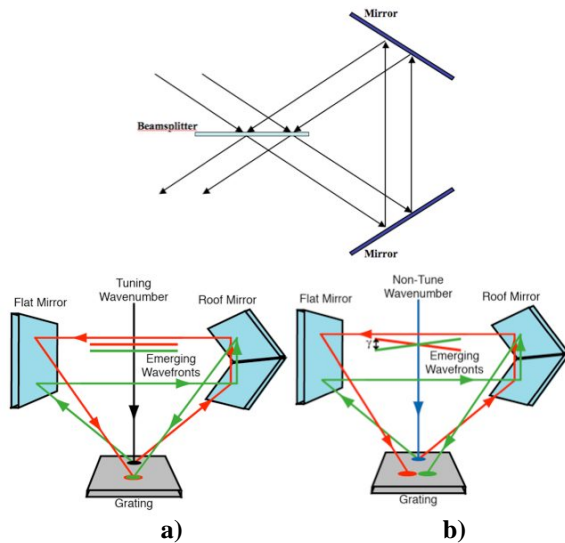 Mirror
Beamsplitter
Mirror
Tuning
Wavenumber
Flat Mirror
Roof Mirror
Emerging
Wavefronts
Grating
a)
Non-Tune
Wavenumber
Flat Mirror
Roof Mirror
γ
Emerging
Wavefronts
Grating
b)